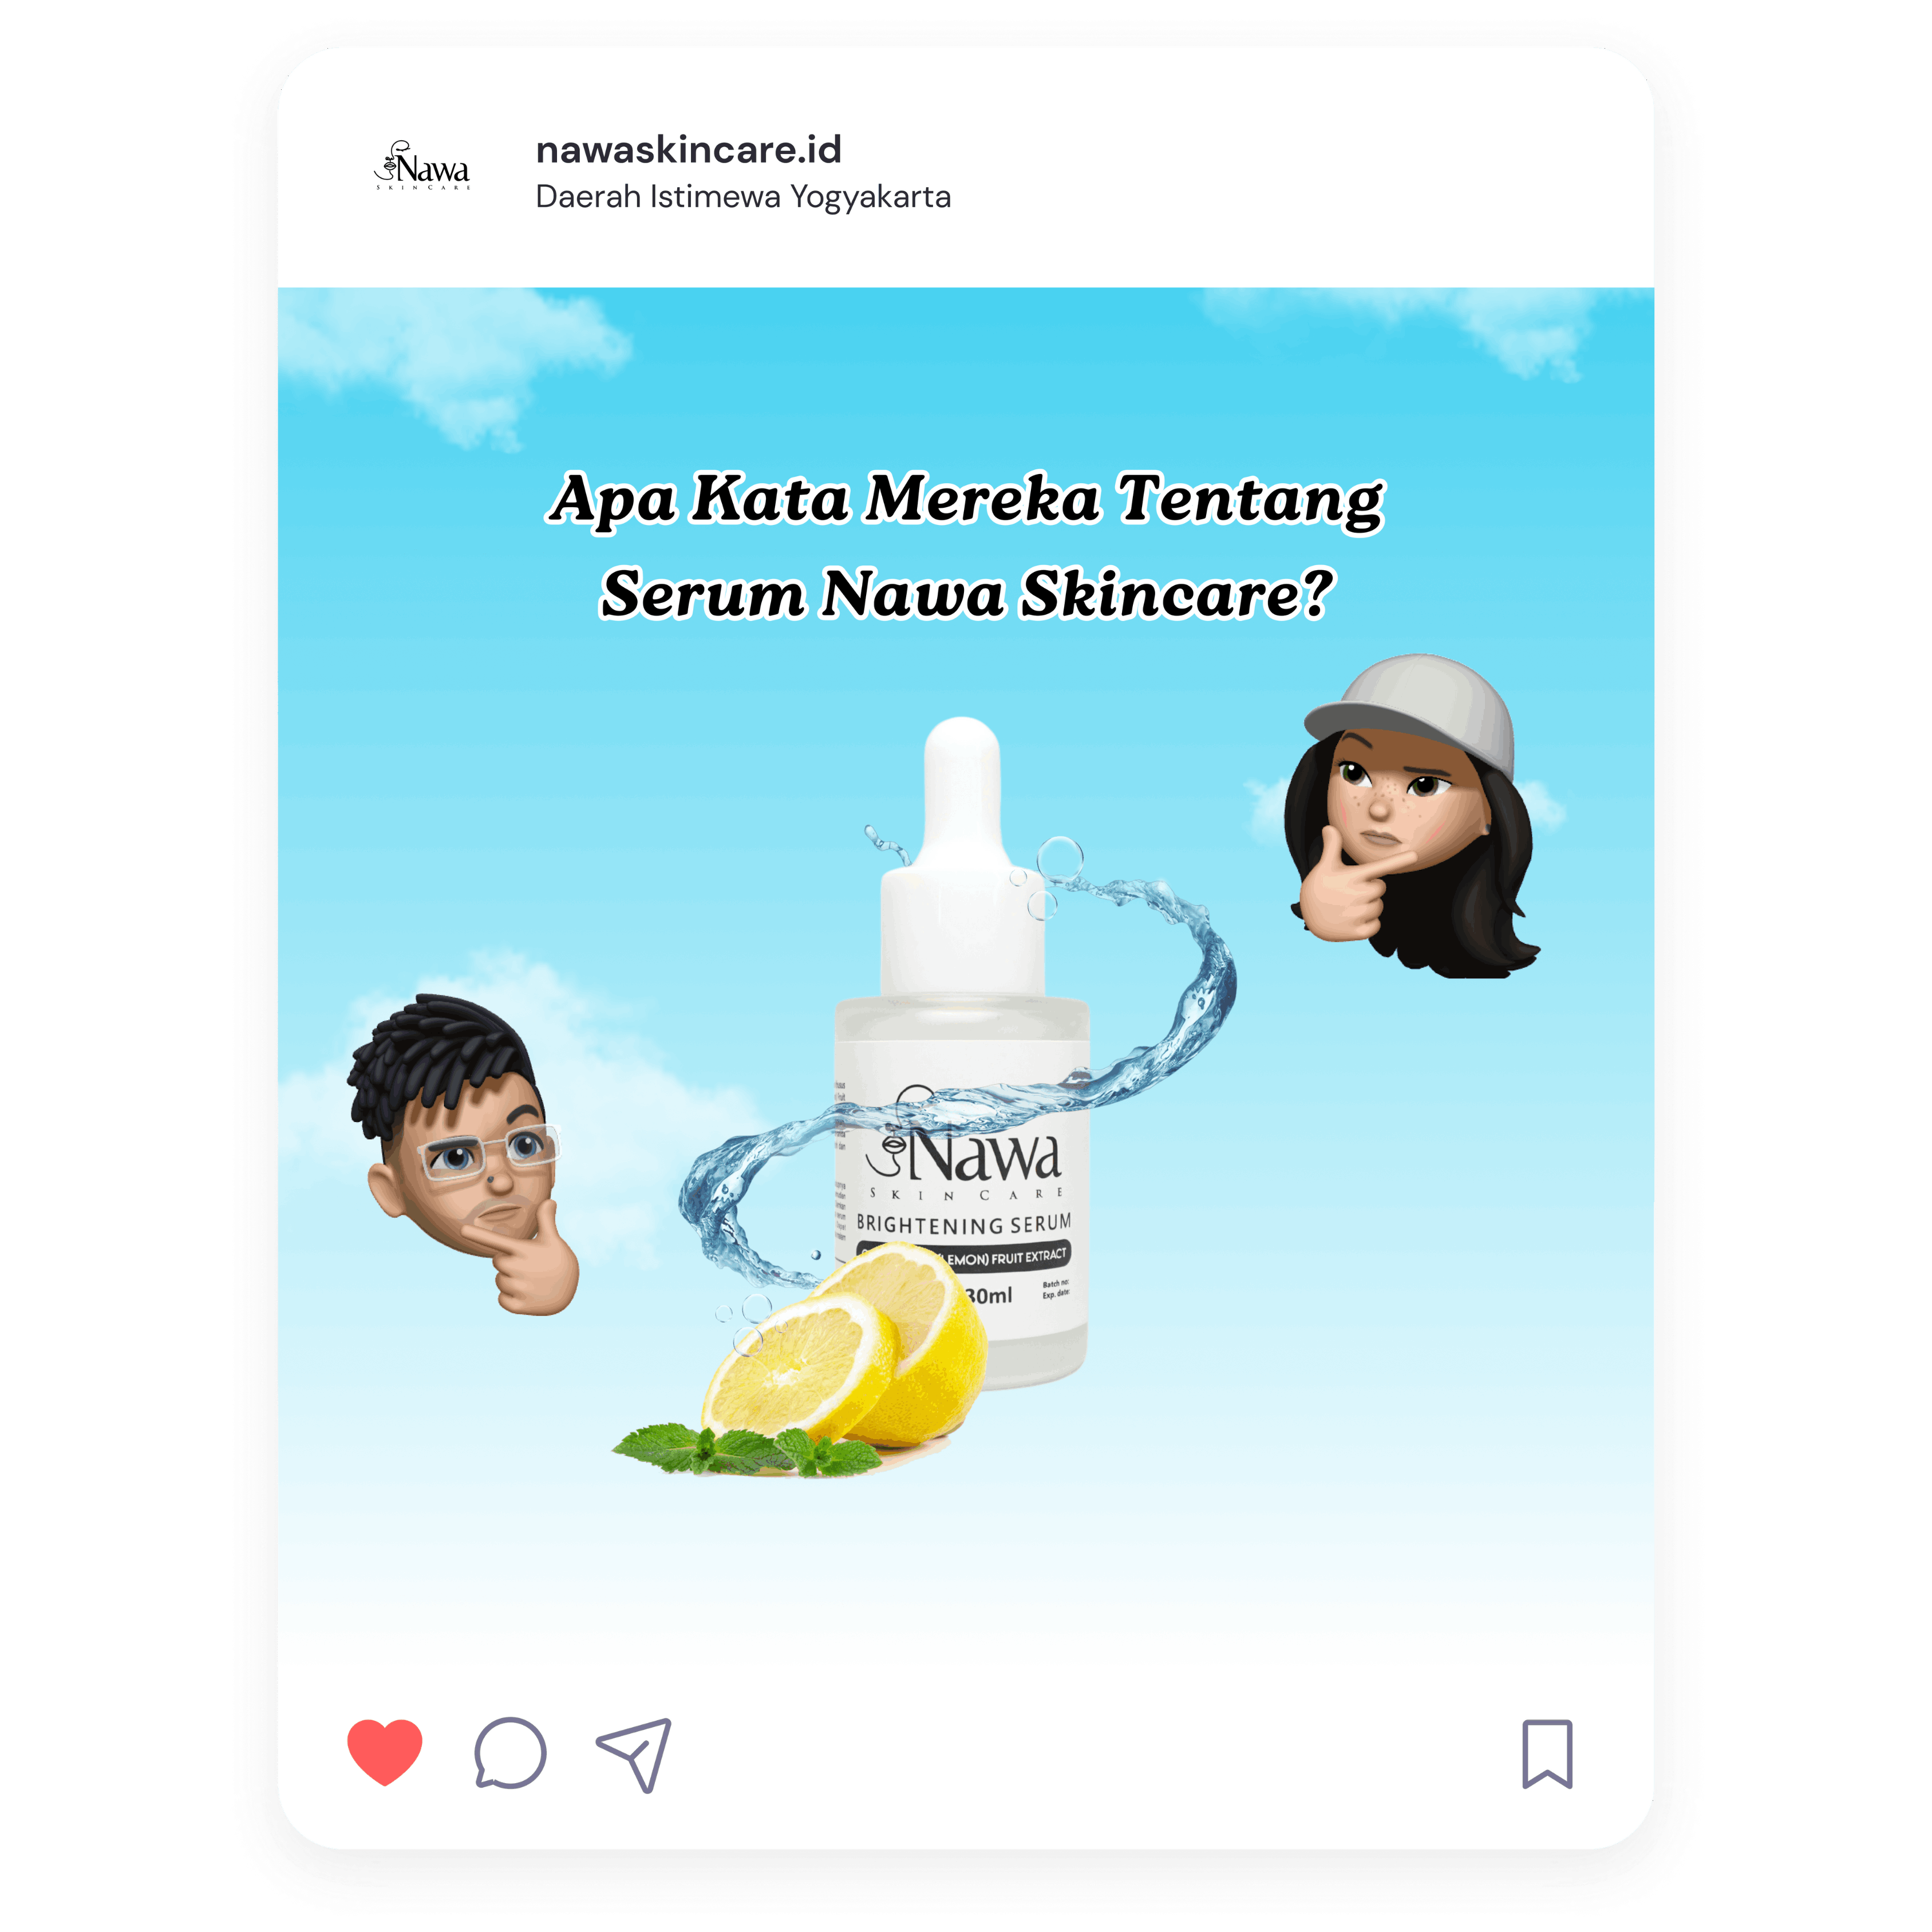 Nawa
SKINCARE
nawaskincare.id
Daerah Istimewa Yogyakarta
Apa Kata Mereka Tentang
Serum Nawa Skincare?
Nawa
SKINCARE
BRIGHTENING SERUM
(LEMON) FRUIT EXTRACT
30ml
Batch no:
Exp. date: